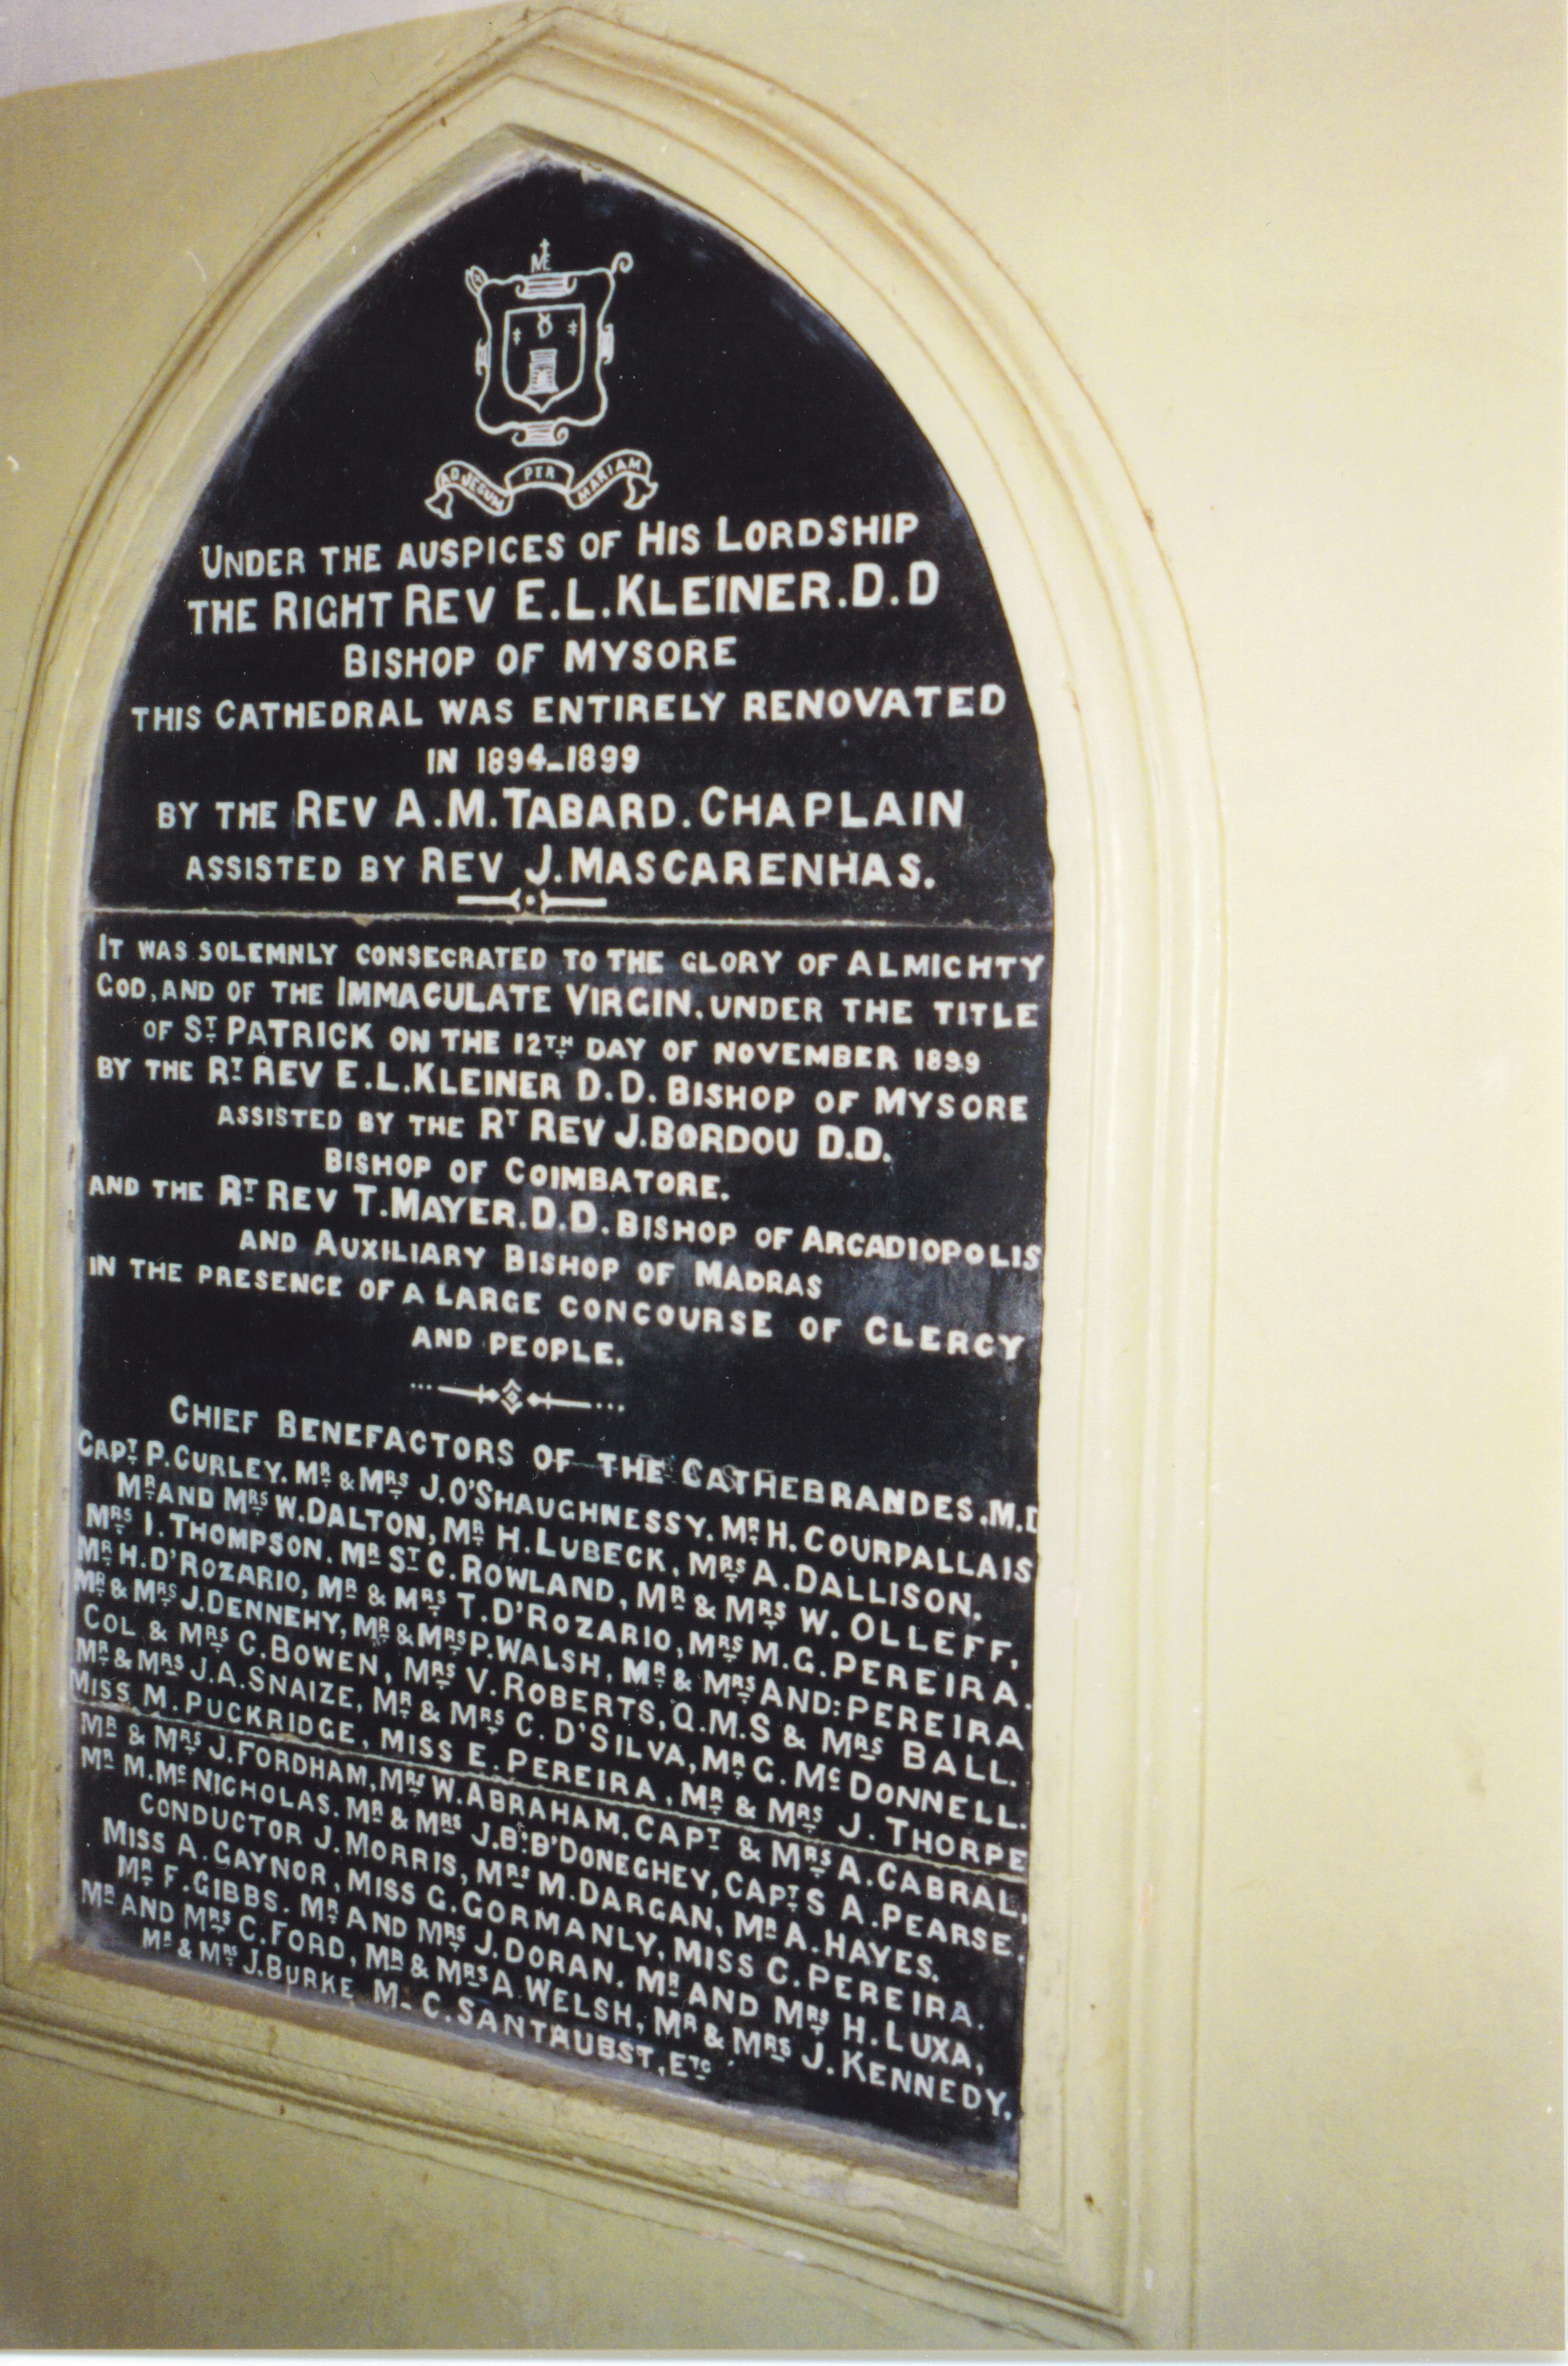 AD JESUM PER MARIAM
UNDER THE AUSPICES OF HIS LORDSHIP
THE RIGHT REV E.L.KLEINER.D.D
BISHOP OF MYSORE
THIS CATHEDRAL WAS ENTIRELY RENOVATED
IN 1894-1899
BY THE REV A.M.TABARD.CHAPLAIN
ASSISTED BY REV J.MASCARENHAS.
IT WAS SOLEMNLY CONSECRATED TO THE GLORY OF ALMIGHTY
GOD, AND OF THE IMMACULATE VIRGIN. UNDER THE TITLE
OF ST PATRICK ON THE 12TH DAY OF NOVEMBER 1899
BY THE RT REV E.L.KLEINER D.D. BISHOP OF MYSORE
ASSISTED BY THE RT REV J.BORDOU D.D.
BISHOP OF COIMBATORE.
AND THE RT REV T.MAYER.D.D. BISHOP OF ARCADIOPOLIS
AND AUXILIARY BISHOP OF MADRAS
IN THE PRESENCE OF A LARGE CONCOURSE OF CLERGY
AND PEOPLE.
CHIEF BENEFACTORS OF THE CATHEBRANDES.M.D
CAPT P.CURLEY. MR & MRS J.O'SHAUGHNESSY. MR H. COURPALLAIS
MR AND MRS W.DALTON, MR H.LUBECK, MRS A.DALLISON.
MRS I.THOMPSON. MR ST C.ROWLAND, MR & MRS W. OLLEFF,
MR H.D'ROZARIO, MR & MRS T.D'ROZARIO, MRS M.G.PEREIRA.
MR & MRS J.DENNEHY, MR & MRS P.WALSH, MR & MRS AND: PEREIRA
COL & MRS C.BOWEN, MRS V.ROBERTS, Q.M.S & MRS BALL.
MR & MRS J.A.SNAIZE, MR & MRS C. D'SILVA, MR G. MC DONNELL.
MISS M. PUCKRIDGE, MISS E. PEREIRA, MR & MRS J. THORPE
MR & MRS J.FORDHAM, MRS W.ABRAHAM. CAPT & MRS A.CABRAL,
MR M.MC NICHOLAS. MR & MRS J.B:B'DONEGHEY, CAPT S A.PEARSE,
CONDUCTOR J.MORRIS, MRS M.DARGAN, MR A.HAYES.
MISS A.GAYNOR, MISS G.GORMANLY, MISS C.PEREIRA.
MR F.GIBBS. MR AND MRS J.DORAN. MR AND MRS H.LUXA,
MR AND MRS C.FORD, MR & MRS A.WELSH, MR & MRS J.KENNEDY,
MR & MRS J.BURKE M- C.SANTAUBST, ETC